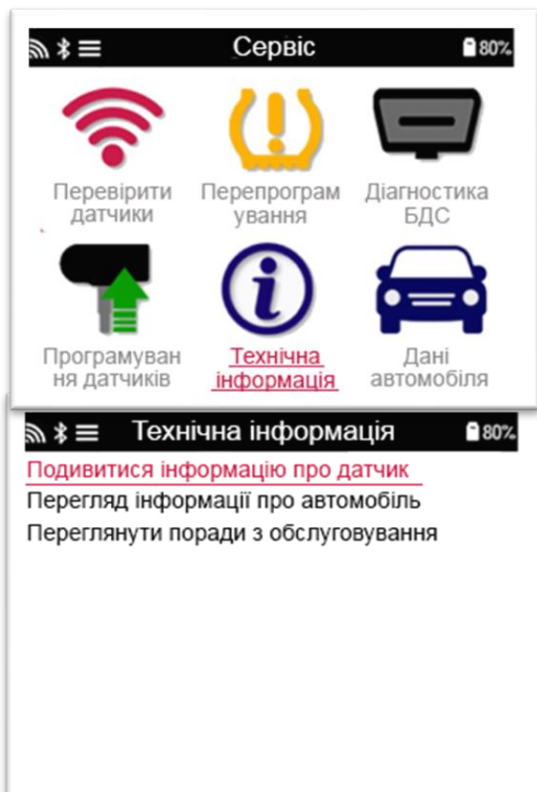 Сервіс 80%
Перевірити Перепрограм Діагностика
датчики ування БДС
Програмуван Технічна Дані
ня датчиків інформація автомобіля
Технічна інформація 80%
Подивитися інформацію про датчик
Перегляд інформації про автомобіль
Переглянути поради з обслуговування